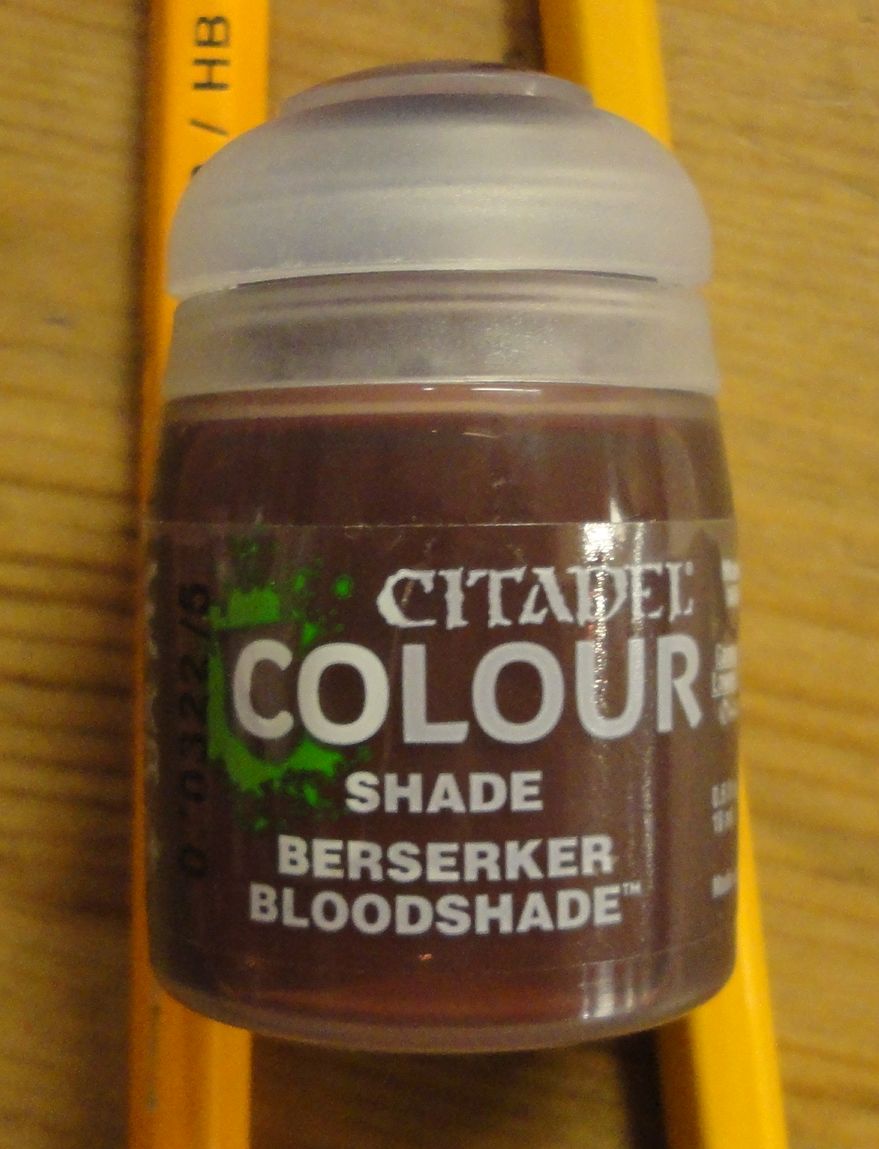 / HB
CITADEL
COLOUR
SHADE
BERSERKER
BLOODSHADE™